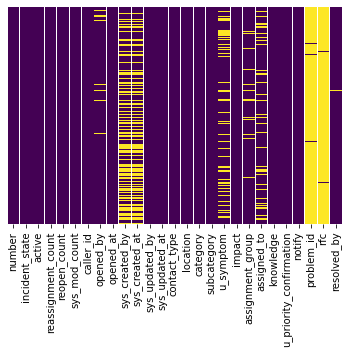 number
incident_state
active
reassignment_count
reopen_count
sys_mod_count
caller_id
opened_by
opened_at
sys_created_by
sys_created_at
sys_updated_by
sys_updated_at
contact_type
location
category
subcategory
u_symptom
impact
assignment_group
assigned_to
knowledge
u_priority_confirmation
notify
problem_id
rfc
resolved_by